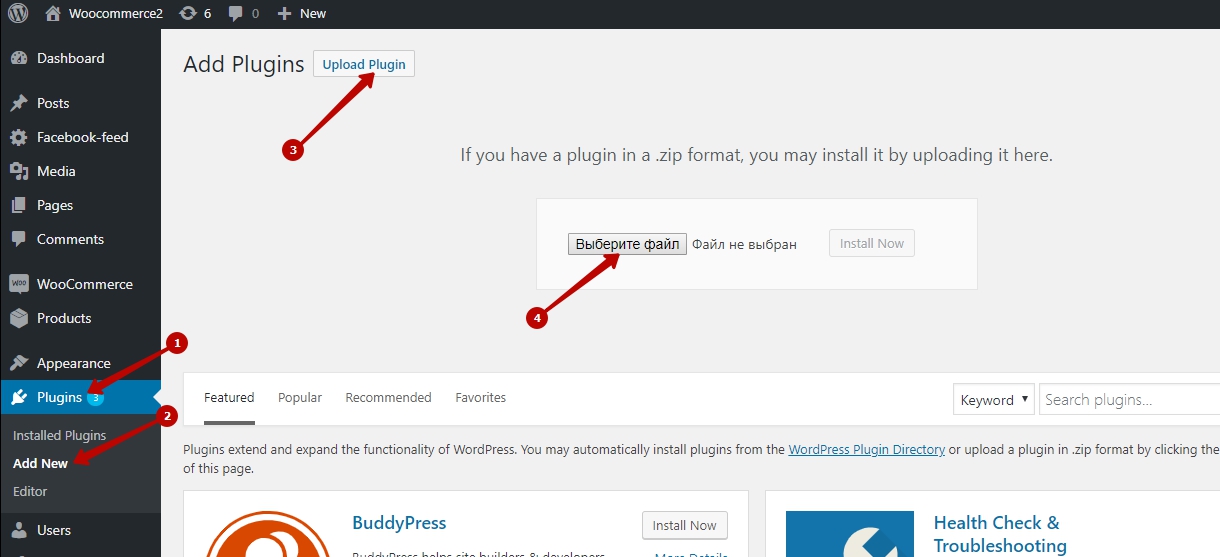 Woocommerce2 6 0 New
Dashboard
Posts
Facebook-feed
Media
Pages
Comments
WooCommerce
Products
Appearance
Plugins 3
Installed Plugins
Add New
Editor
Users
1
2
Add Plugins Upload Plugin
3
If you have a plugin in a .zip format, you may install it by uploading it here.
Выберите файл Файл не выбран Install Now
4
Featured Popular Recommended Favorites Keyword Search plugins...
Plugins extend and expand the functionality of WordPress. You may automatically install plugins from the WordPress Plugin Directory or upload a plugin in .zip format by clicking the
of this page.
BuddyPress Install Now
BuddyPress helps site builders & developers
More Details
Health Check &
Troubleshooting